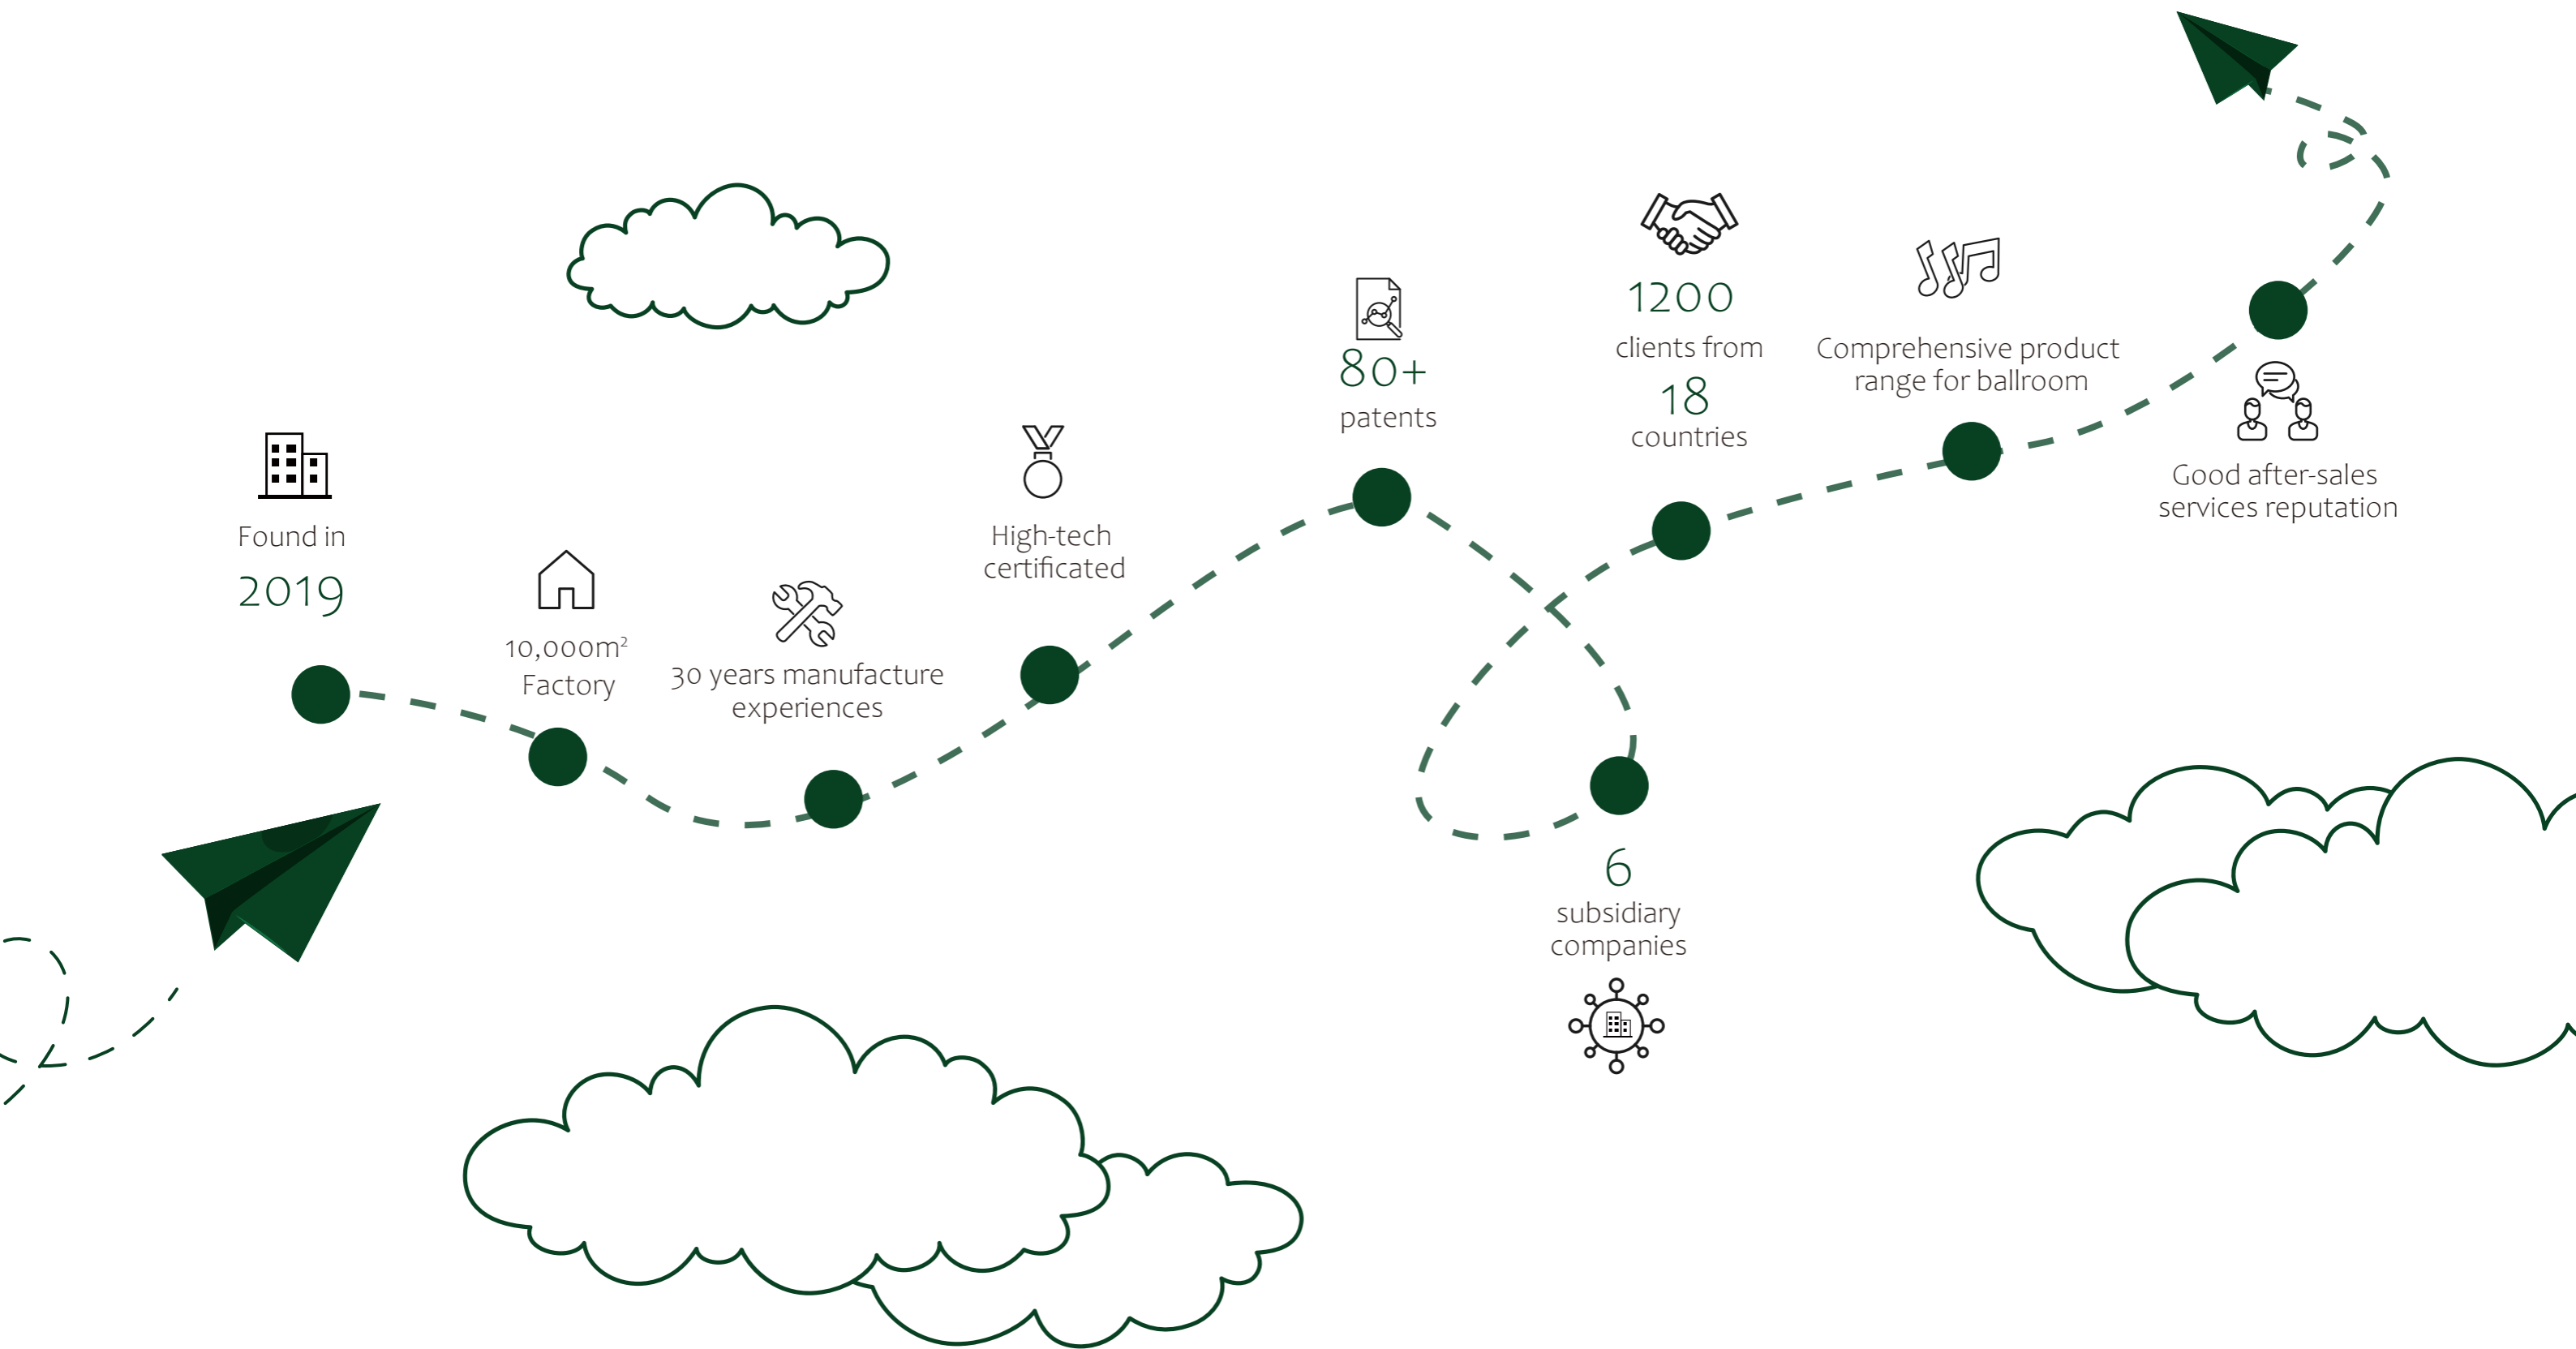 Found in
2019
10,000m²
Factory
30 years manufacture
experiences
High-tech
certificated
80+
patents
6
subsidiary
companies
1200
clients from
18
countries
Comprehensive product
range for ballroom
Good after-sales
services reputation